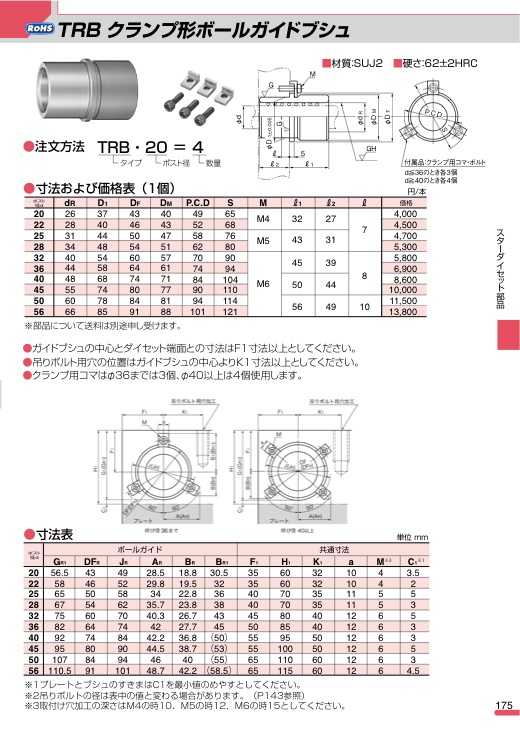 RoHS TRB クランプ形ボールガイドブシュ
■材質:SUJ2 ■硬さ:62±2HRC
●注文方法 TRB・20 = 4
タイプ ポスト径 数量
付属品:クランプ用コマ・ボルト
d≦36のとき各3個
d≧40のとき各4個
●寸法および価格表(1個) 円/本
ポスト径d dR D1 DF DM P.C.D S M ℓ1 ℓ2 ℓ 価格
20 26 37 43 40 49 65 M4 32 27 7 4,000
22 28 40 46 43 52 68 4,500
25 31 44 50 47 58 76 M5 43 31 4,700
28 34 48 54 51 62 80 5,300
32 40 54 60 57 70 90 M6 45 39 8 5,800
36 44 58 64 61 74 94 6,900
40 48 68 74 71 84 104 50 44 8,600
45 55 74 80 77 90 110 10,000
50 60 78 84 81 94 114 56 49 10 11,500
56 66 85 91 88 101 121 13,800
※部品について送料は別途申し受けます。
●ガイドブシュの中心とダイセット端面との寸法はF1寸法以上としてください。
●吊りボルト用穴の位置はガイドブシュの中心よりK1寸法以上としてください。
●クランプ用コマはφ36までは3個、φ40以上は4個使用します。
吊りボルト用穴加工 吊りボルト用穴加工
プレート 呼び径 36まで プレート 呼び径 40以上
●寸法表 単位 mm
ポスト径d ボールガイド 共通寸法
GR1 DFR JR AR BR BR1 F1 H1 K1 a M※3 C1※1
20 56.5 43 49 28.5 18.8 30.5 35 60 32 10 4 3.5
22 58 46 52 29.8 19.5 32 35 60 32 10 4 2
25 65 50 58 34 22.8 36 40 70 35 11 5 5
28 67 54 62 35.7 23.8 38 40 70 35 11 5 3
32 75 60 70 40.3 26.7 43 45 80 40 12 6 5
36 82 64 74 42 27.7 45 50 85 40 12 6 3
40 92 74 84 42.2 36.8 (50) 55 95 50 12 6 3
45 95 80 90 44.5 38.7 (53) 55 100 50 12 6 5
50 107 84 94 46 40 (55) 65 110 60 12 6 3
56 110.5 91 101 48.7 42.2 (58.5) 65 115 60 12 6 4.5
※1プレートとブシュのすきまはC1を最小値のめやすとしてください。
※2吊りボルトの径は表中の値と変わる場合があります。(P143参照)
※3取付け穴加工の深さはM4の時10、M5の時12、M6の時15としてください。
スターダイセット部品
175